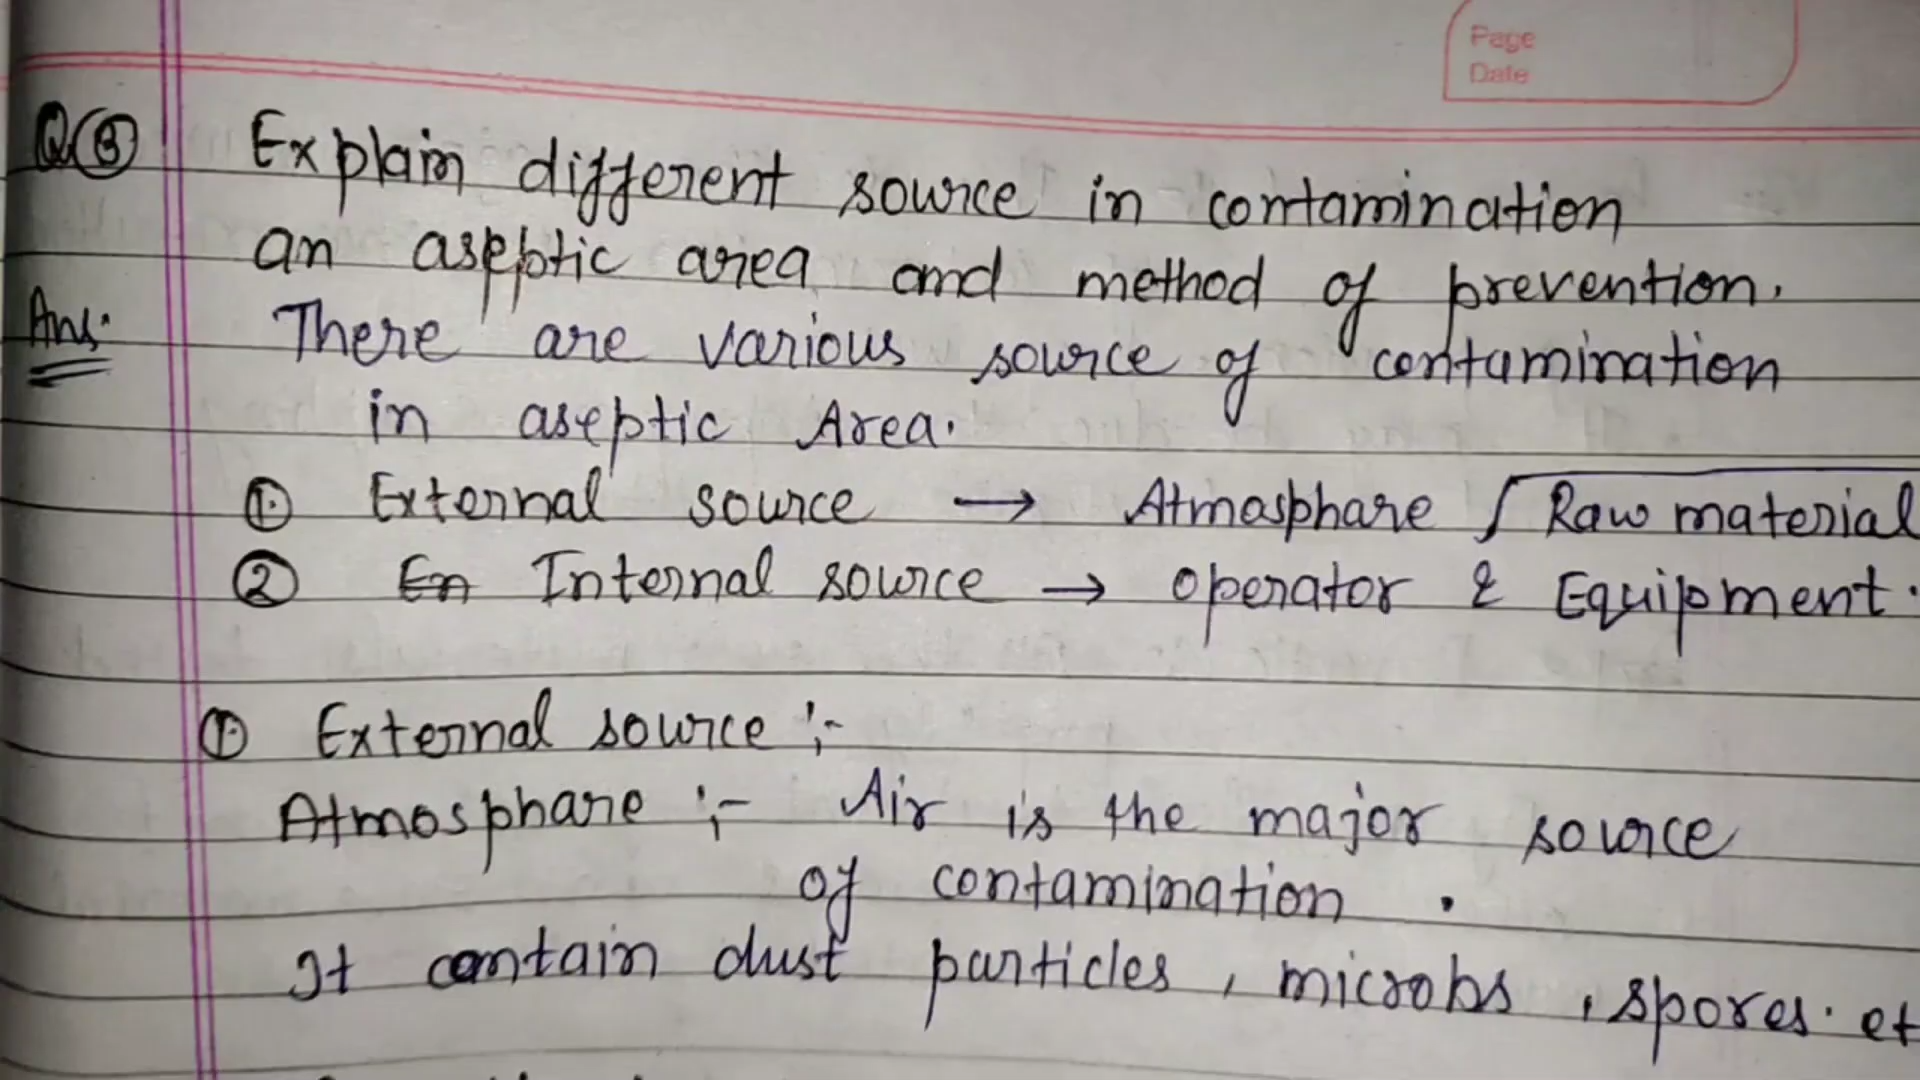 Page
Date
Q(3) Explain different source in contamination
an aseptic area and method of prevention.
Ans. There are various source of contamination
in aseptic Area.
① External source → Atmosphare / Raw material
② En Internal source → operator & Equipment.
① External source :-
Atmosphare :- Air is the major source
of contamination .
It contain dust particles, microbs, spores. et